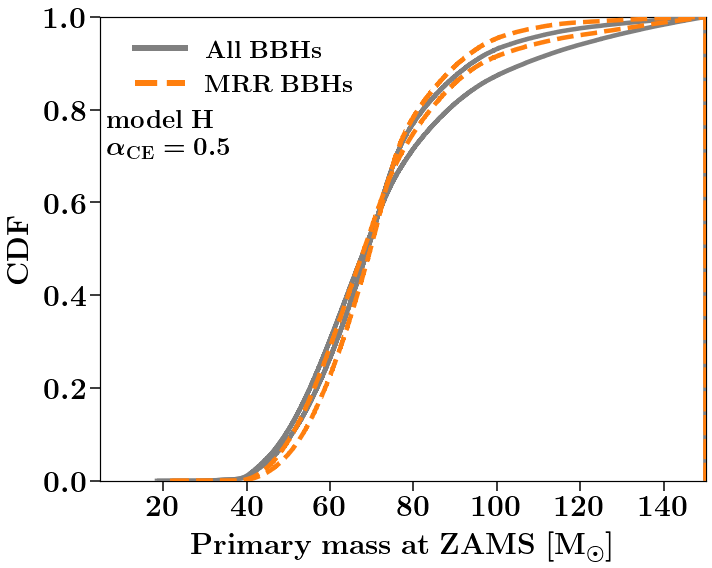 All BBHs
MRR BBHs
model H
α_CE = 0.5
CDF
1.0
0.8
0.6
0.4
0.2
0.0
20 40 60 80 100 120 140
Primary mass at ZAMS [M_⊙]